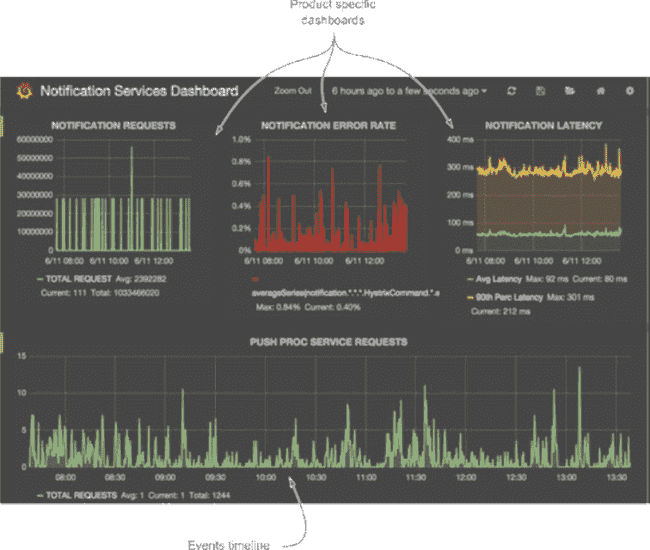 Product specific
dashboards
Notification Services Dashboard
Zoom Out
6 hours ago to a few seconds ago
NOTIFICATION REQUESTS
60000000
50000000
40000000
30000000
20000000
10000000
0
6/11 08:00 6/11 10:00 6/11 12:00
TOTAL REQUEST Avg: 2392282
Current: 111 Total: 1033466020
NOTIFICATION ERROR RATE
1.0%
0.8%
0.6%
0.4%
0.2%
0%
6/11 08:00 6/11 10:00 6/11 12:00
averageSeries(notification.*.*.*.HystrixCommand.*.e
Max: 0.84% Current: 0.40%
NOTIFICATION LATENCY
400 ms
300 ms
200 ms
100 ms
0 ms
6/11 08:00 6/11 10:00 6/11 12:00
Avg Latency Max: 92 ms Current: 80 ms
90th Perc Latency Max: 301 ms
Current: 212 ms
PUSH PROC SERVICE REQUESTS
15
10
5
0
08:00 08:30 09:00 09:30 10:00 10:30 11:00 11:30 12:00 12:30 13:00 13:30
TOTAL REQUESTS Avg: 1 Current: 1 Total: 1244
Events timeline